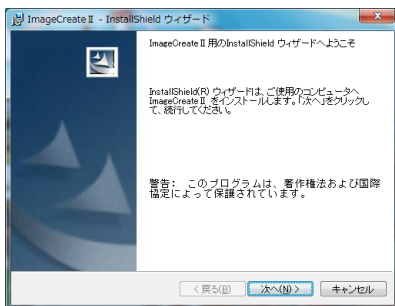 ImageCreateⅡ - InstallShield ウィザード
ImageCreateⅡ 用のInstallShield ウィザードへようこそ
InstallShield(R) ウィザードは、ご使用のコンピュータへ
ImageCreateⅡ をインストールします。「次へ」をクリックし
て、続行してください。
警告: このプログラムは、著作権法および国際
協定によって保護されています。
< 戻る(B)
次へ(N) >
キャンセル